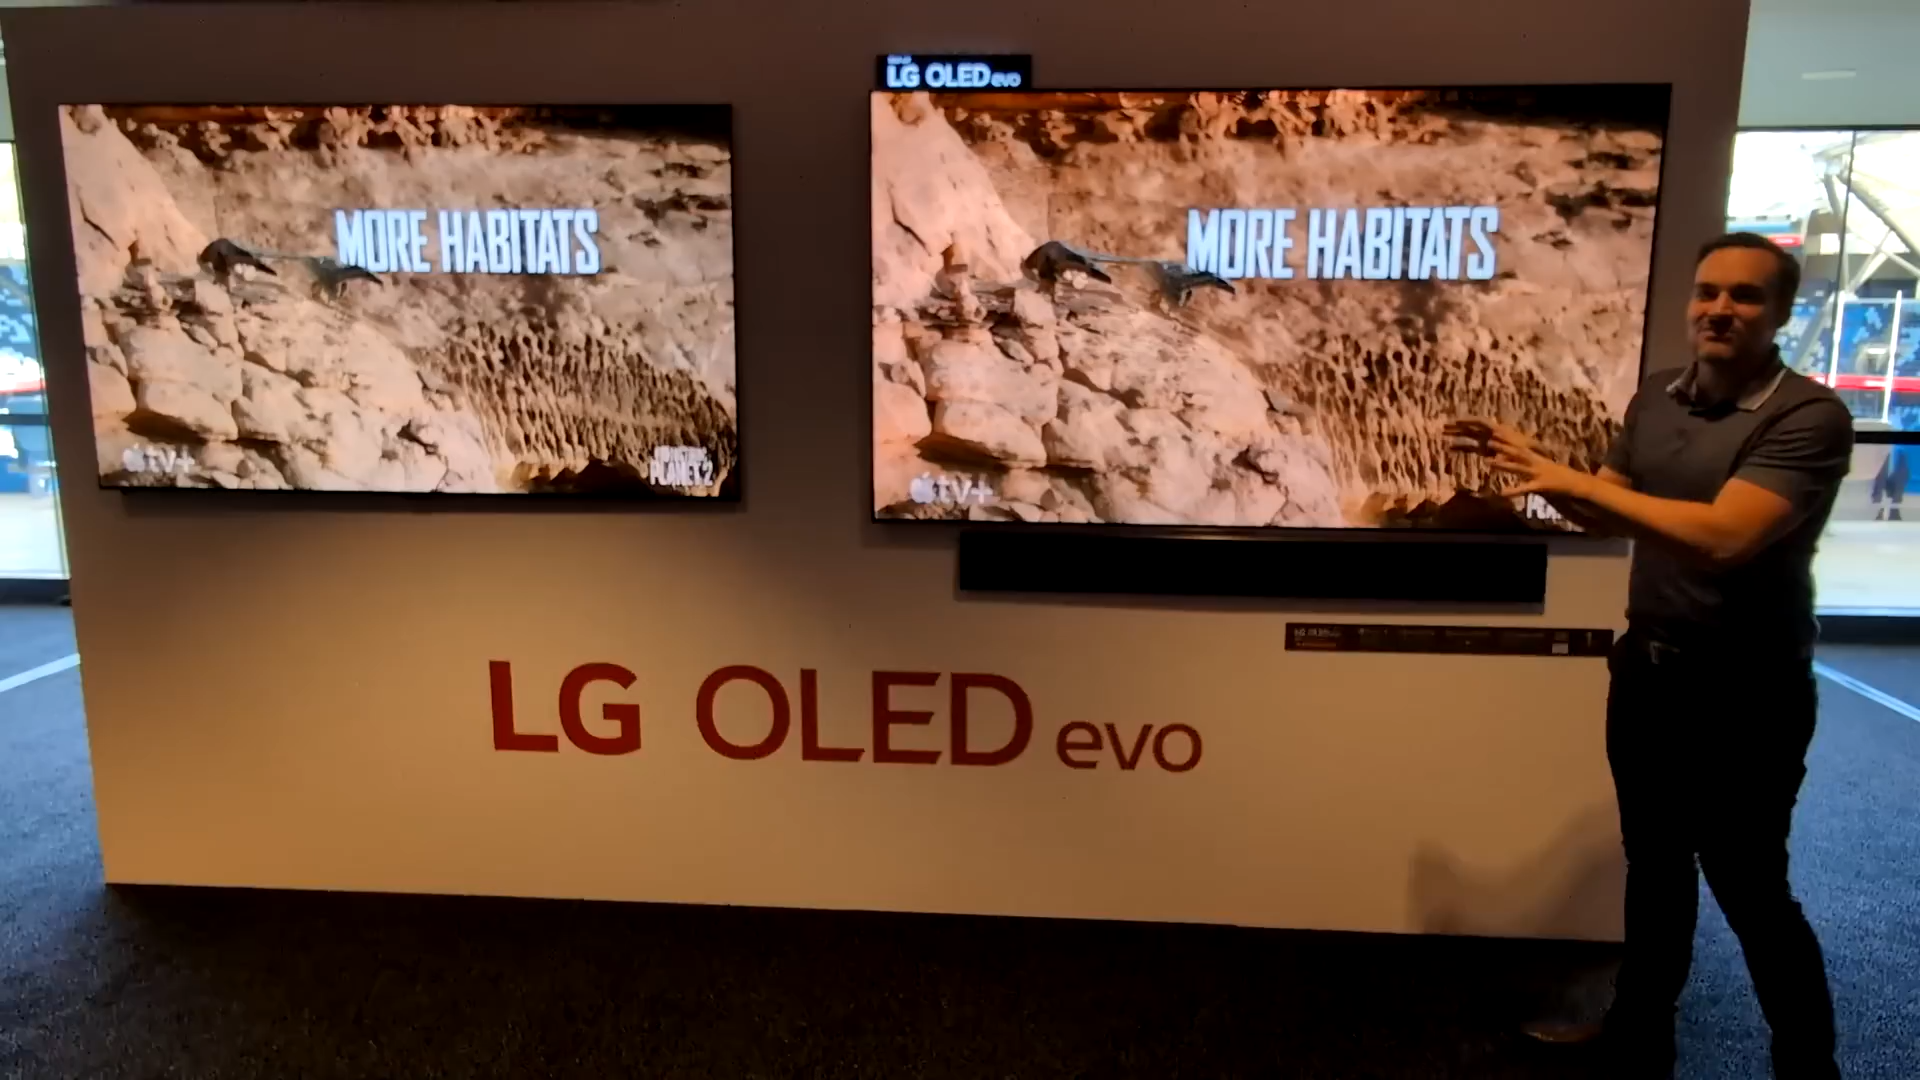 LG OLED evo
MORE HABITATS
MORE HABITATS
tv+
PLANET 2
tv+
LG OLED evo